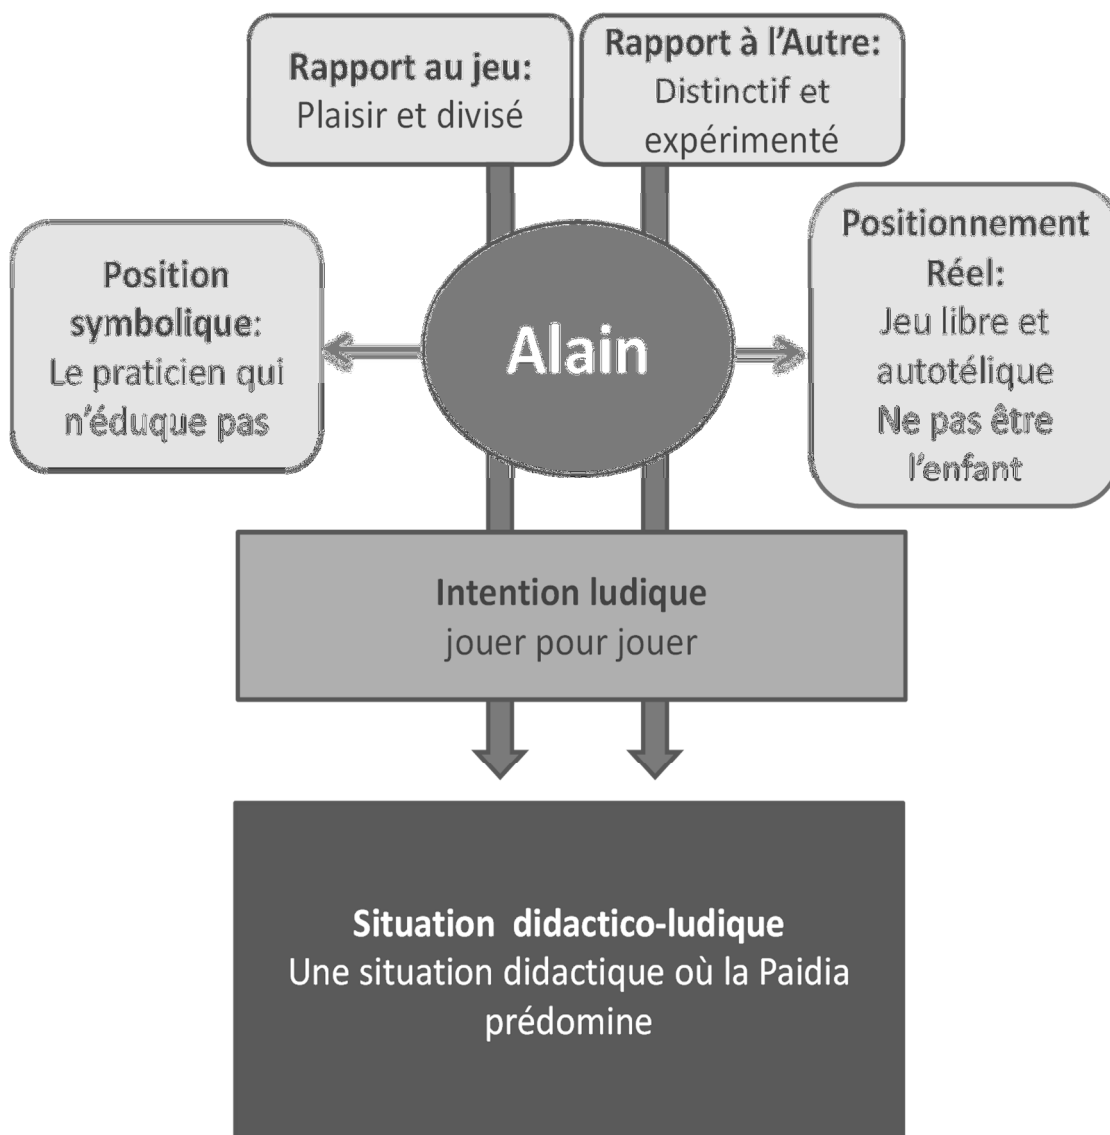 Rapport au jeu:
Plaisir et divisé
Rapport à l'Autre:
Distinctif et
expérimenté
Position
symbolique:
Le praticien qui
n'éduque pas
Alain
Positionnement
Réel:
Jeu libre et
autotélique
Ne pas être
l'enfant
Intention ludique
jouer pour jouer
Situation didactico-ludique
Une situation didactique où la Paidia
prédomine